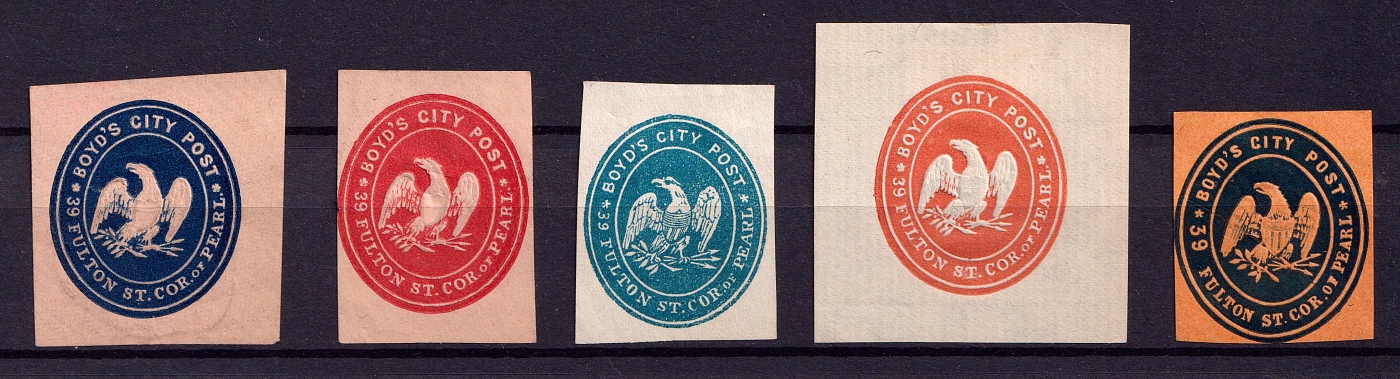 BOYD'S CITY POST
* 39 FULTON ST. COR. OF PEARL. *
BOYD'S CITY POST
* 39 FULTON ST. COR. OF PEARL. *
BOYD'S CITY POST
* 39 FULTON ST. COR. OF PEARL *
BOYD'S CITY POST
* 39 FULTON ST. COR. OF PEARL. *
BOYD'S CITY POST
* 39 FULTON ST. COR. OF PEARL *